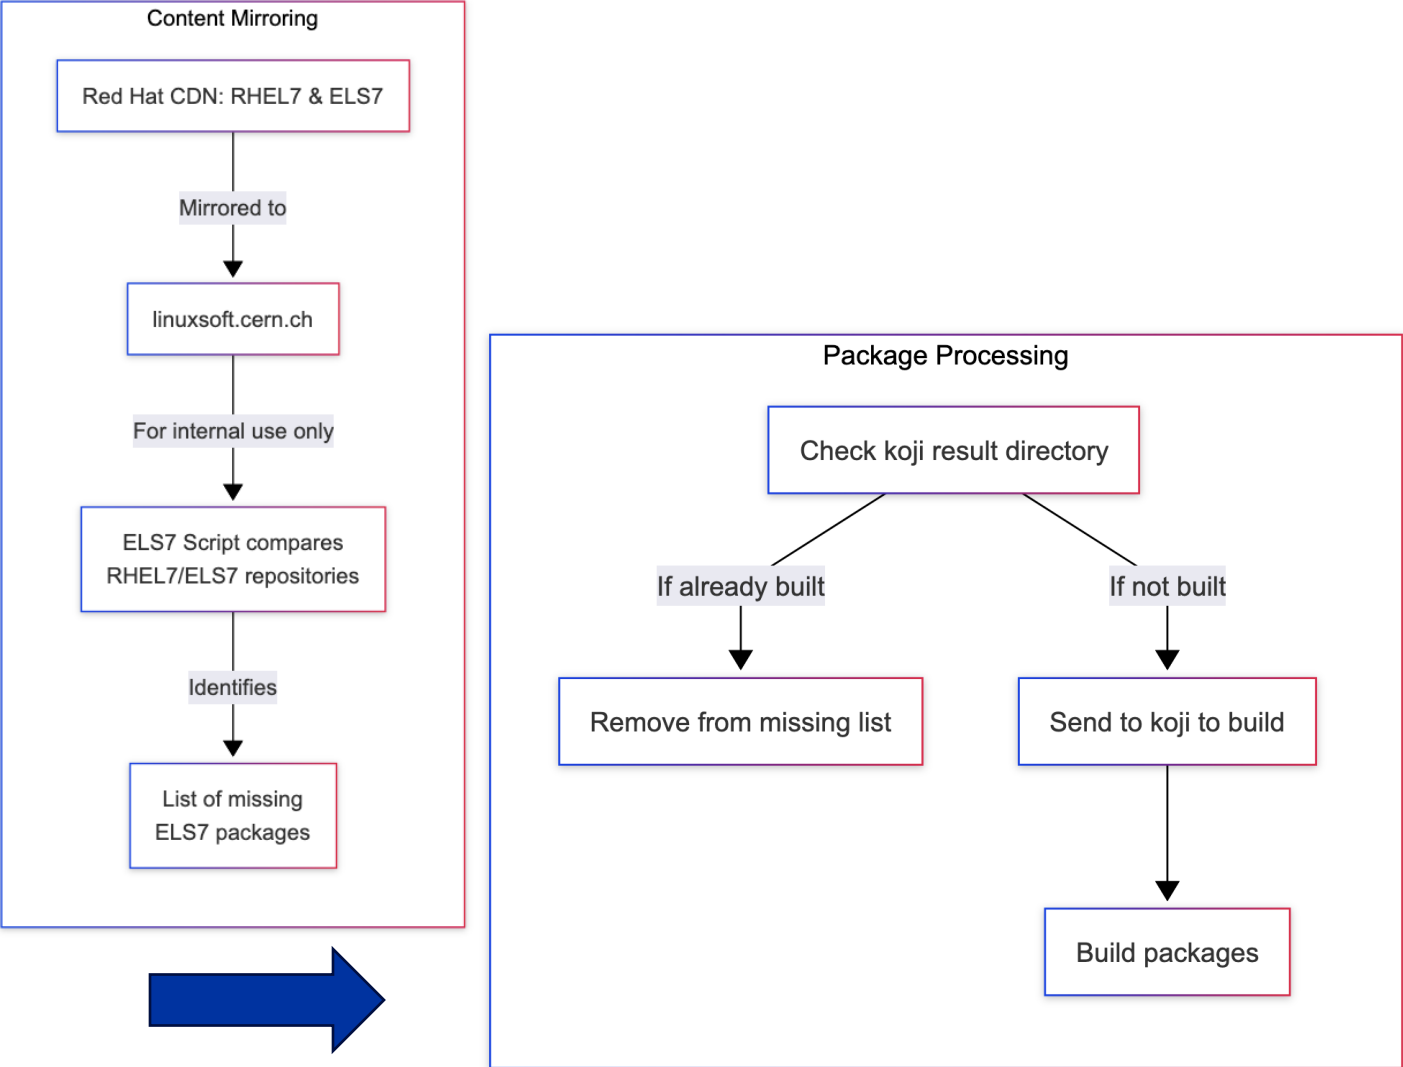 Content Mirroring
Red Hat CDN: RHEL7 & ELS7
Mirrored to
linuxsoft.cern.ch
For internal use only
ELS7 Script compares
RHEL7/ELS7 repositories
Identifies
List of missing
ELS7 packages
Package Processing
Check koji result directory
If already built
If not built
Remove from missing list
Send to koji to build
Build packages